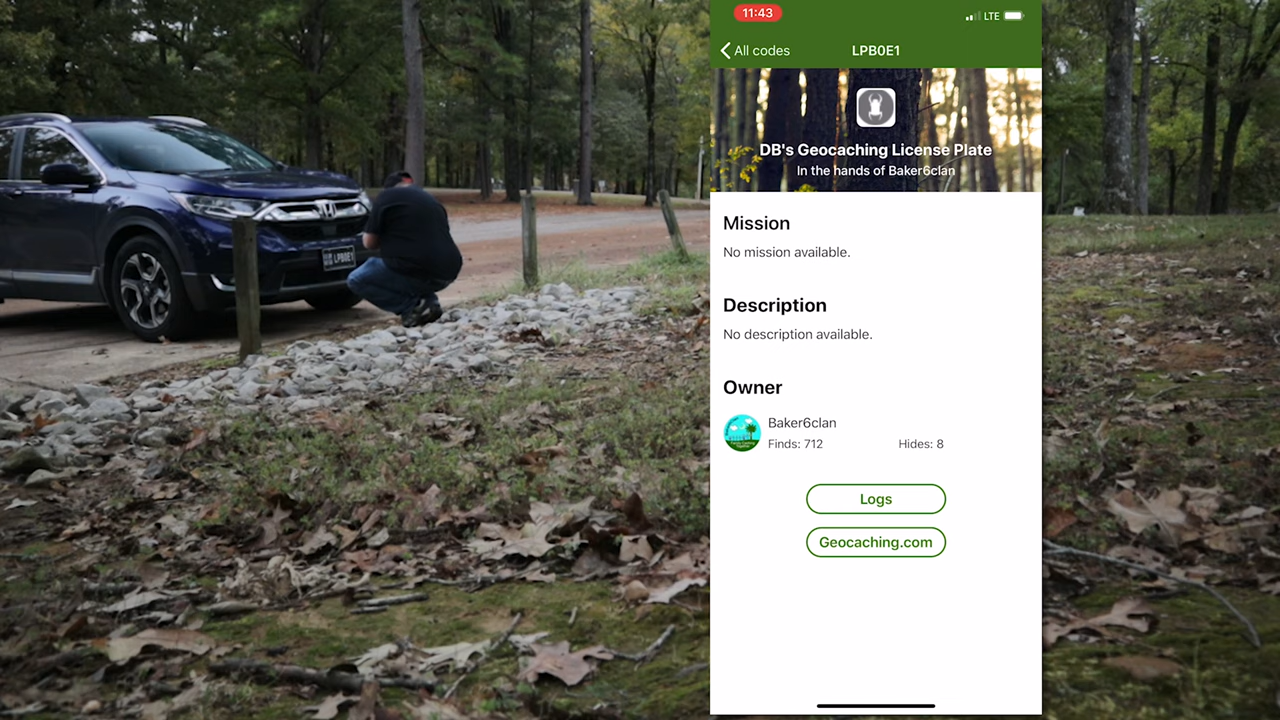 LPB0E1
11:43
LTE
All codes
LPB0E1
DB's Geocaching License Plate
In the hands of Baker6clan
Mission
No mission available.
Description
No description available.
Owner
Baker6clan
Finds: 712
Hides: 8
Logs
Geocaching.com